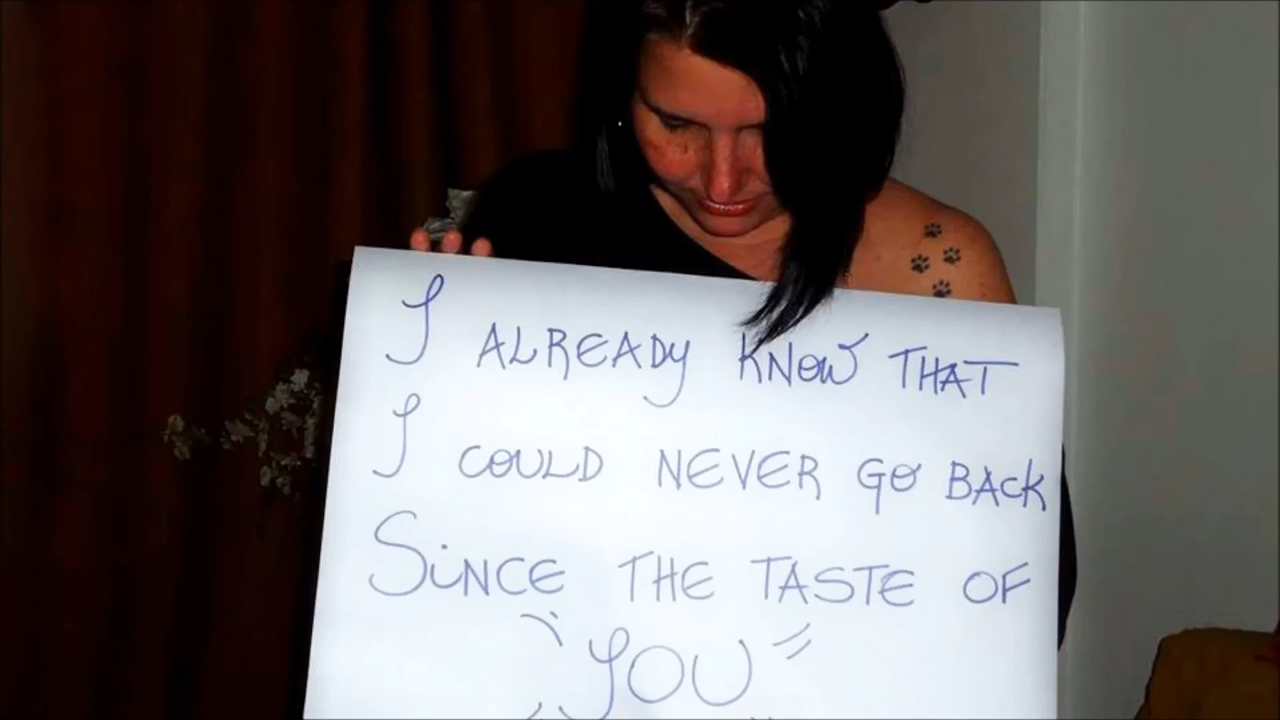 I ALREADY KNOW THAT
I COULD NEVER GO BACK
SINCE THE TASTE OF
"YOU"